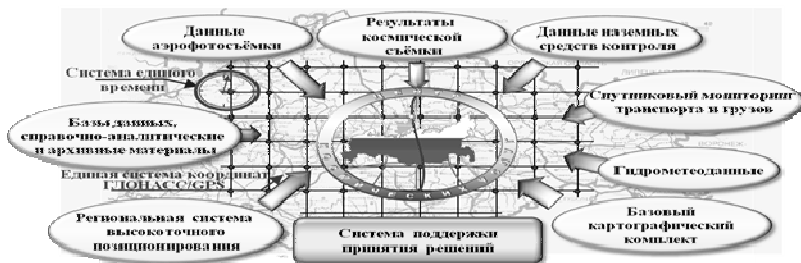 Данные
аэрофотосъёмки
Результаты
космической
съёмки
Данные наземных
средств контроля
Система единого
времени
Спутниковый мониторинг
транспорта и грузов
Базы данных,
справочно-аналитические
и архивные материалы
Единая система координат
ГЛОНАСС/GPS
Гидрометеоданные
Региональная система
высокоточного
позиционирования
Система поддержки
принятия решений
Базовый
картографический
комплект